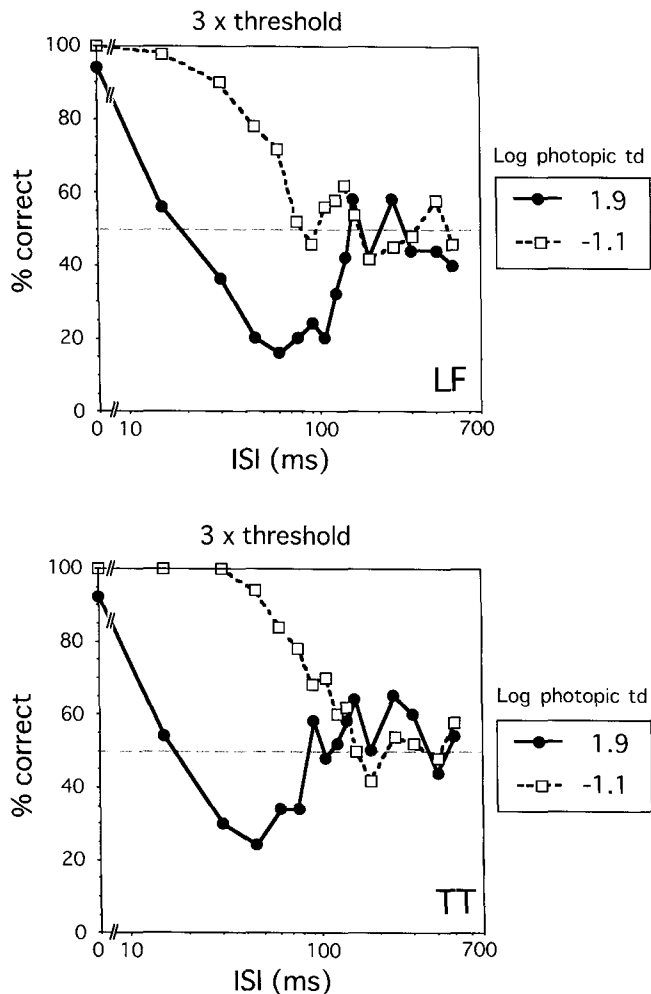 3 x threshold
100
80
60
40
20
0
% correct
0 10 100 700
ISI (ms)
LF
Log photopic td
1.9
-1.1
3 x threshold
100
80
60
40
20
0
% correct
0 10 100 700
ISI (ms)
TT
Log photopic td
1.9
-1.1